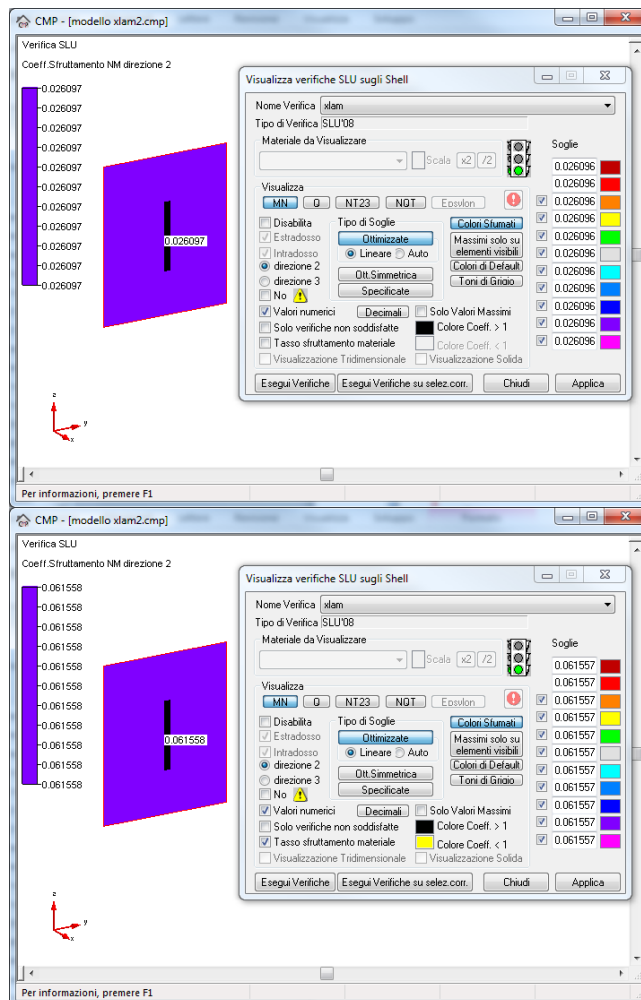 CMP - [modello xlam2.cmp]
Verifica SLU
Coeff.Sfruttamento NM direzione 2
0.026097
0.026097
0.026097
0.026097
0.026097
0.026097
0.026097
0.026097
0.026097
0.026097
0.026097
0.026097
z
y
x
Visualizza verifiche SLU sugli Shell
Nome Verifica xlam
Tipo di Verifica SLU'08
Materiale da Visualizzare
Scala x2 /2
Soglie
0.026096
0.026096
0.026096
0.026096
0.026096
0.026096
0.026096
0.026096
0.026096
0.026096
0.026096
Visualizza
MN Q NT23 NQT Epsylon
Disabilita Tipo di Soglie Colori Sfumati
Estradosso Ottimizzate Massimi solo su elementi visibili
Intradosso Lineare Auto
direzione 2 Ott.Simmetrica Colori di Default
direzione 3 Specificate Toni di Grigio
No
Valori numerici Decimali Solo Valori Massimi
Solo verifiche non soddisfatte Colore Coeff. > 1
Tasso sfruttamento materiale Colore Coeff. < 1
Visualizzazione Tridimensionale Visualizzazione Solida
Esegui Verifiche Esegui Verifiche su selez.corr. Chiudi Applica
Per informazioni, premere F1
CMP - [modello xlam2.cmp]
Verifica SLU
Coeff.Sfruttamento NM direzione 2
0.061558
0.061558
0.061558
0.061558
0.061558
0.061558
0.061558
0.061558
0.061558
0.061558
0.061558
0.061558
z
y
x
Visualizza verifiche SLU sugli Shell
Nome Verifica xlam
Tipo di Verifica SLU'08
Materiale da Visualizzare
Scala x2 /2
Soglie
0.061557
0.061557
0.061557
0.061557
0.061557
0.061557
0.061557
0.061557
0.061557
0.061557
0.061557
Visualizza
MN Q NT23 NQT Epsylon
Disabilita Tipo di Soglie Colori Sfumati
Estradosso Ottimizzate Massimi solo su elementi visibili
Intradosso Lineare Auto
direzione 2 Ott.Simmetrica Colori di Default
direzione 3 Specificate Toni di Grigio
No
Valori numerici Decimali Solo Valori Massimi
Solo verifiche non soddisfatte Colore Coeff. > 1
Tasso sfruttamento materiale Colore Coeff. < 1
Visualizzazione Tridimensionale Visualizzazione Solida
Esegui Verifiche Esegui Verifiche su selez.corr. Chiudi Applica
Per informazioni, premere F1